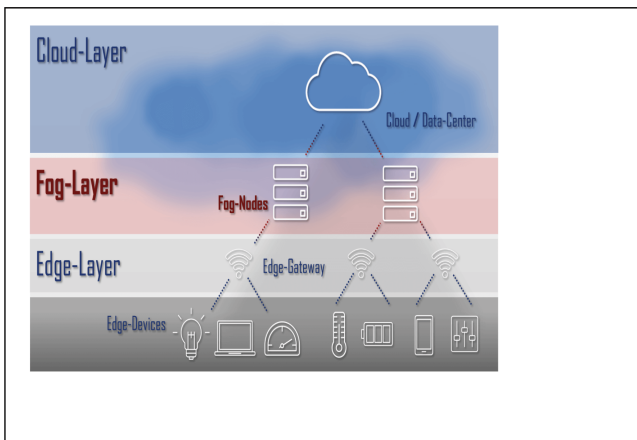 Cloud-Layer
Cloud / Data-Center
Fog-Layer
Fog-Nodes
Edge-Layer
Edge-Gateway
Edge-Devices